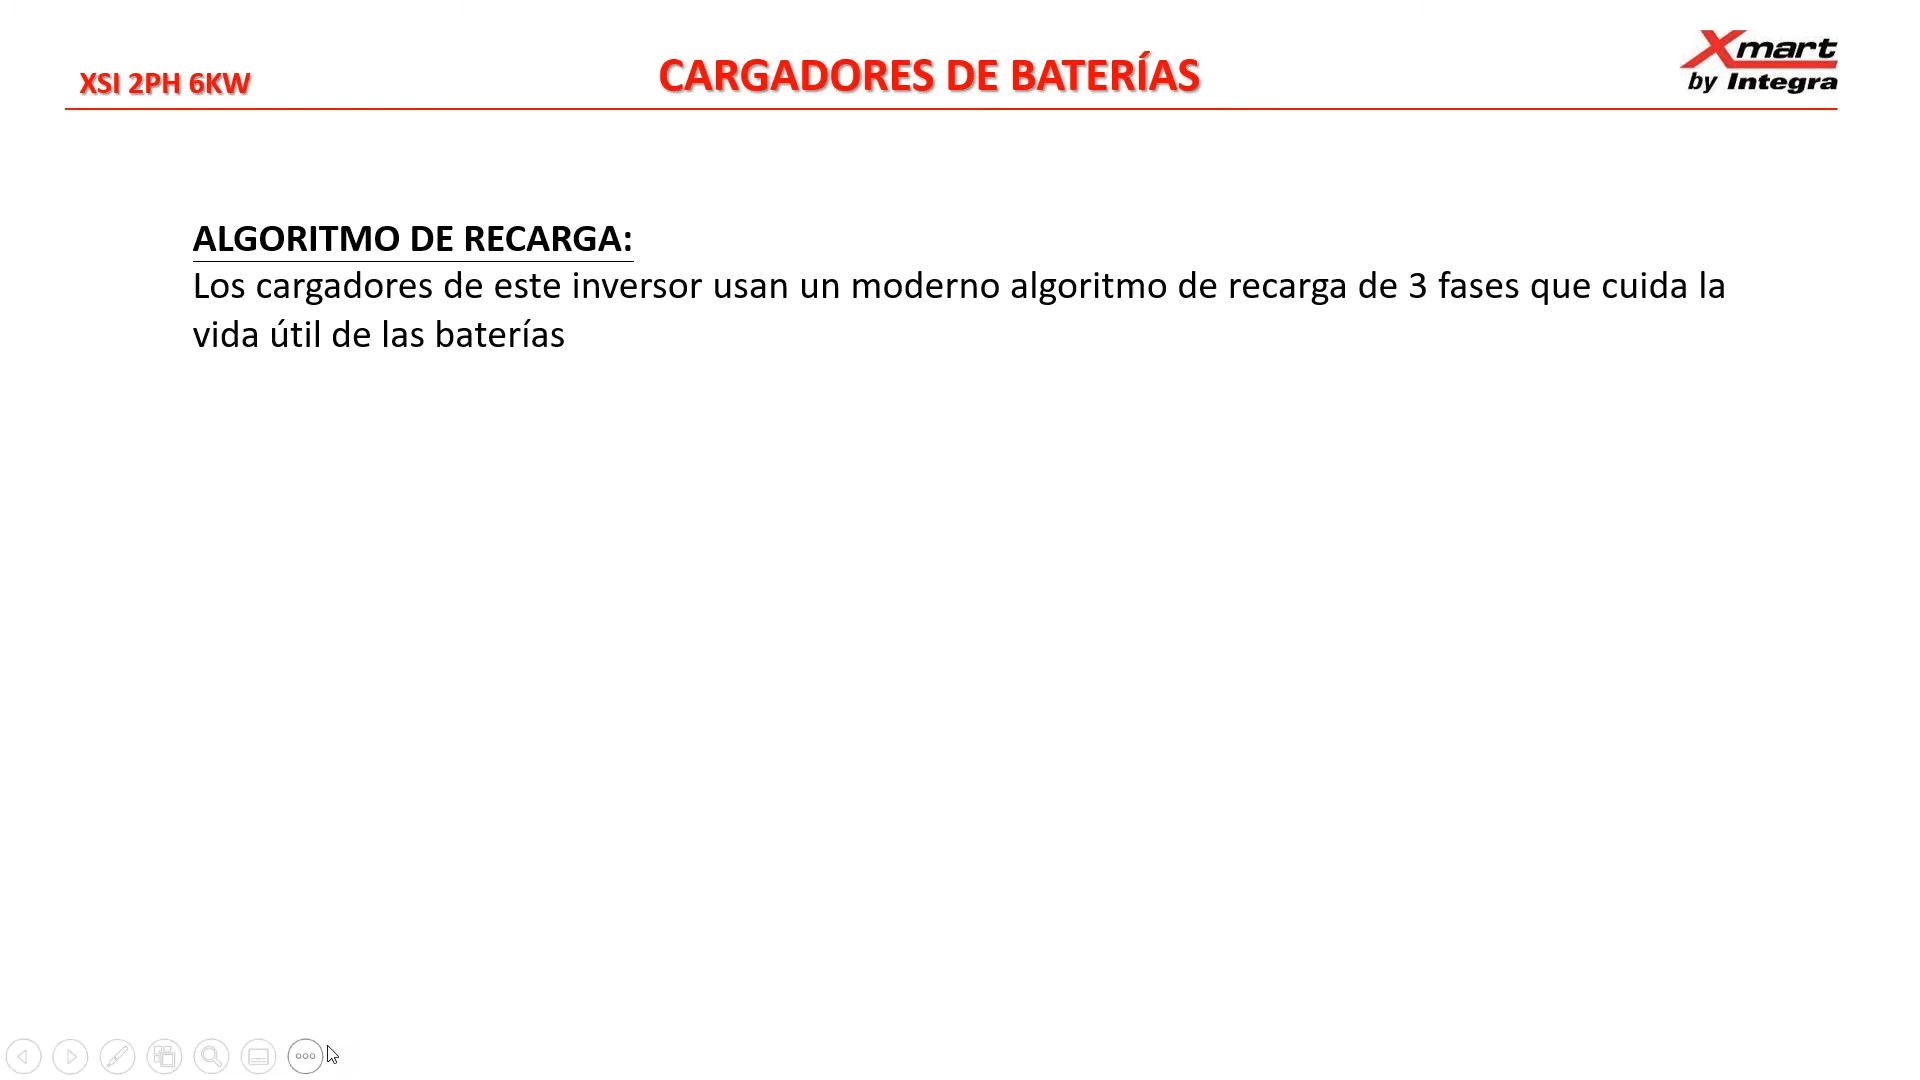 XSI 2PH 6KW
CARGADORES DE BATERÍAS
Xmart
by Integra
ALGORITMO DE RECARGA:
Los cargadores de este inversor usan un moderno algoritmo de recarga de 3 fases que cuida la
vida útil de las baterías